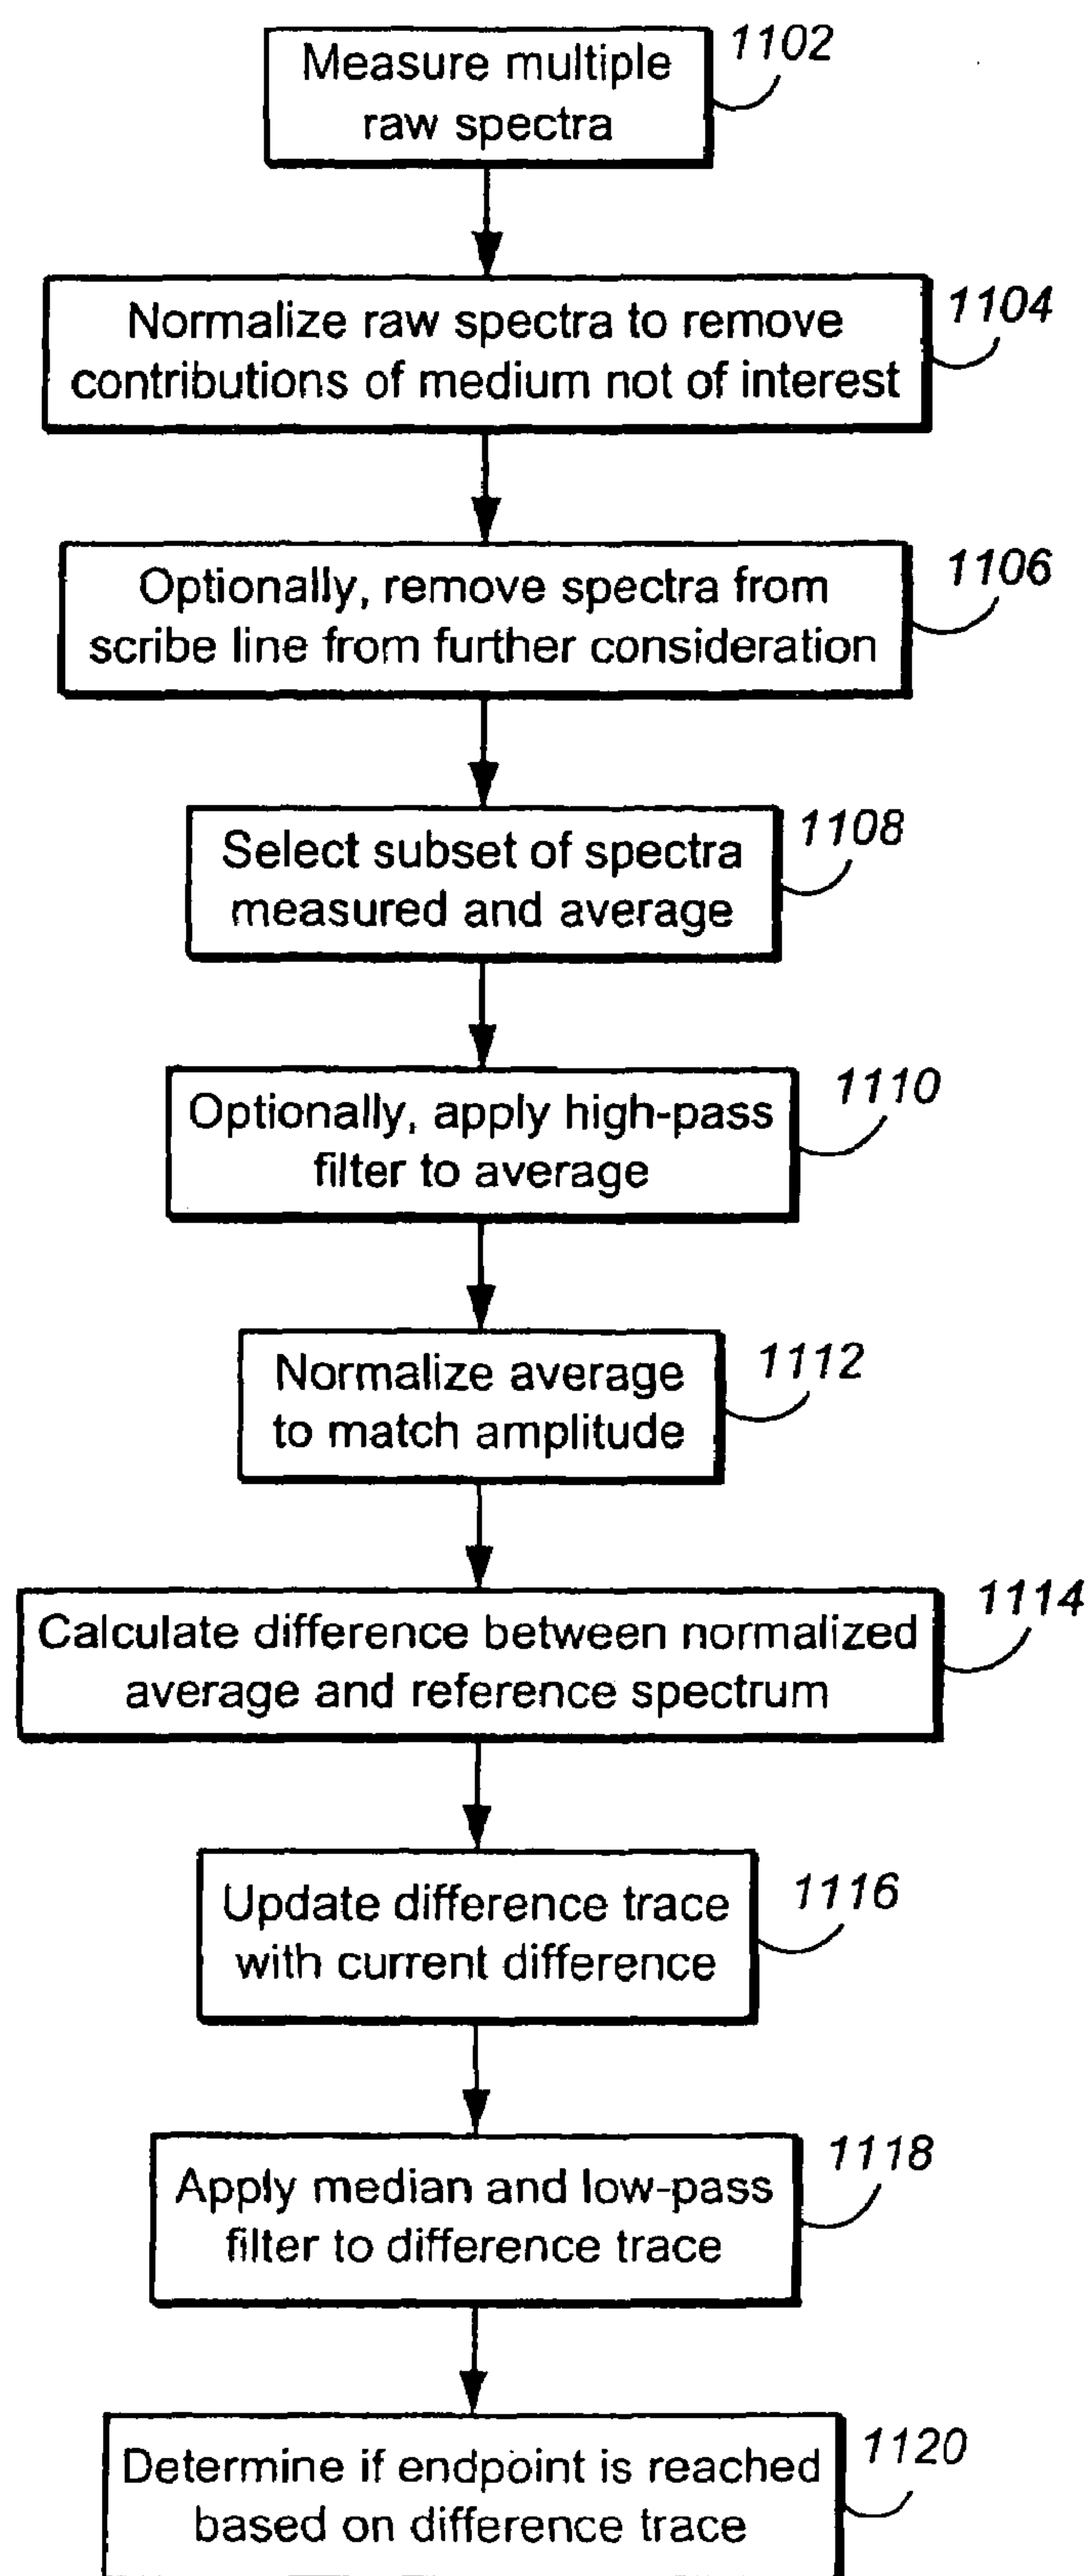 Measure multiple
raw spectra
1102
Normalize raw spectra to remove
contributions of medium not of interest
1104
Optionally, remove spectra from
scribe line from further consideration
1106
Select subset of spectra
measured and average
1108
Optionally, apply high-pass
filter to average
1110
Normalize average
to match amplitude
1112
Calculate difference between normalized
average and reference spectrum
1114
Update difference trace
with current difference
1116
Apply median and low-pass
filter to difference trace
1118
Determine if endpoint is reached
based on difference trace
1120